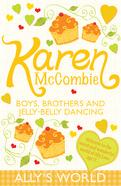 Karen
McCombie
BOYS, BROTHERS AND
JELLY-BELLY DANCING
ALLY'S WORLD